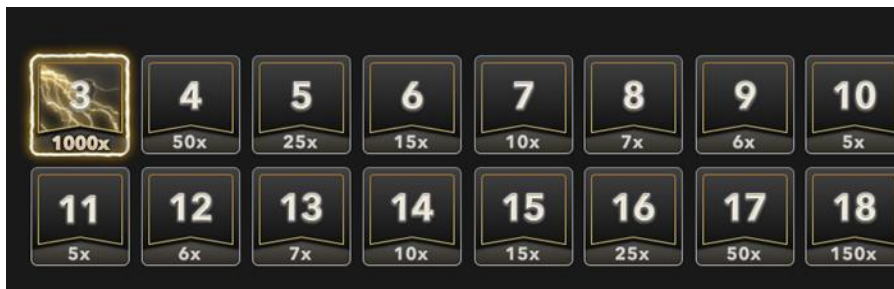 3 4 5 6 7 8 9 10
1000x 50x 25x 15x 10x 7x 6x 5x
11 12 13 14 15 16 17 18
5x 6x 7x 10x 15x 25x 50x 150x